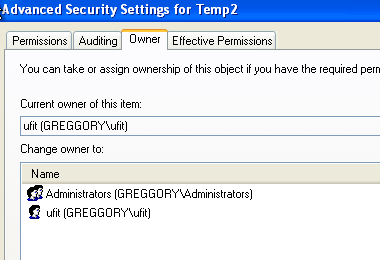 Advanced Security Settings for Temp2
Permissions Auditing Owner Effective Permissions
You can take or assign ownership of this object if you have the required perm
Current owner of this item:
ufit (GREGGORY\ufit)
Change owner to:
Name
Administrators (GREGGORY\Administrators)
ufit (GREGGORY\ufit)